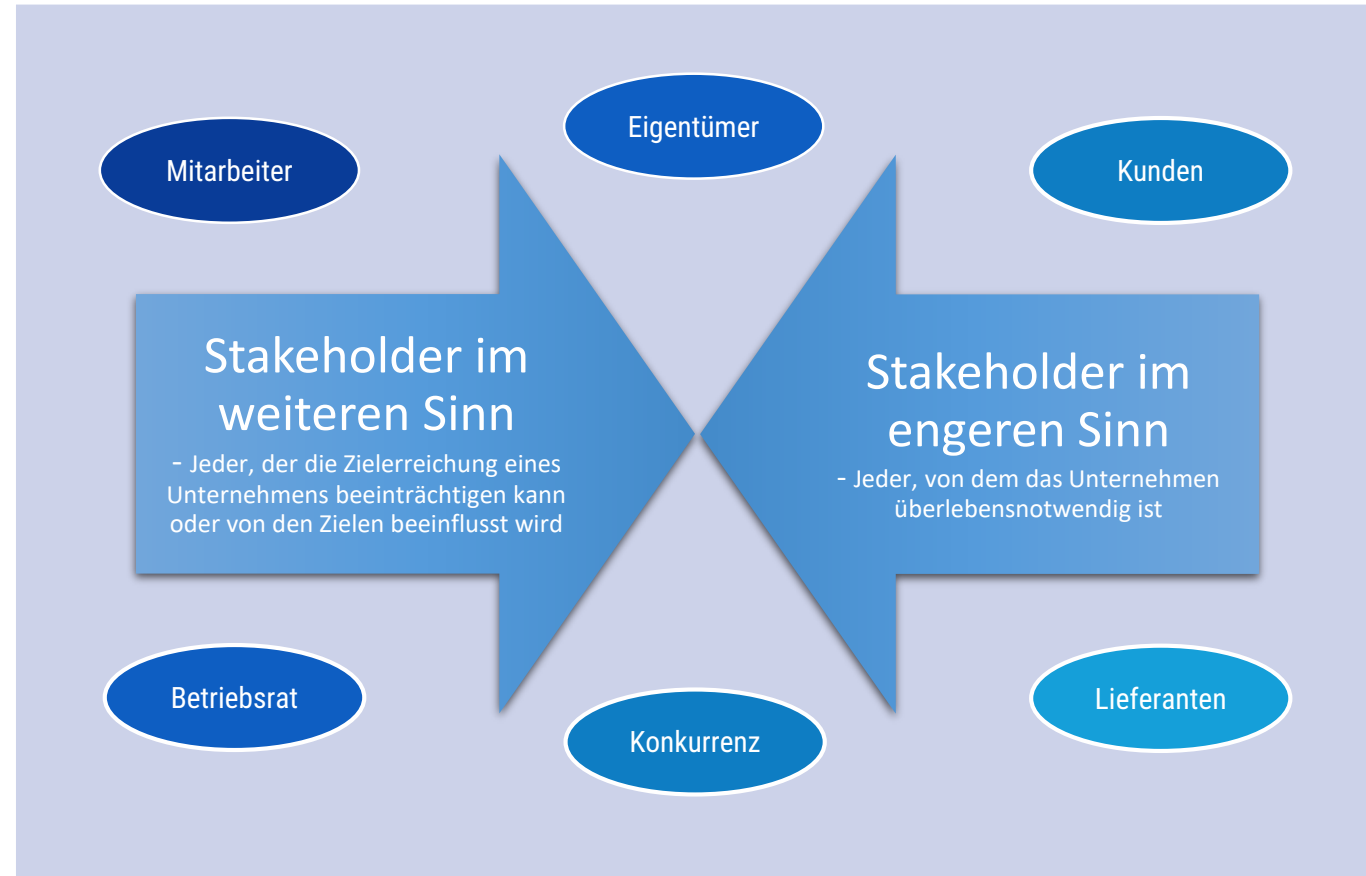 Eigentümer
Mitarbeiter
Kunden
Stakeholder im
weiteren Sinn
- Jeder, der die Zielerreichung eines
Unternehmens beeinträchtigen kann
oder von den Zielen beeinflusst wird
Stakeholder im
engeren Sinn
- Jeder, von dem das Unternehmen
überlebensnotwendig ist
Betriebsrat
Konkurrenz
Lieferanten